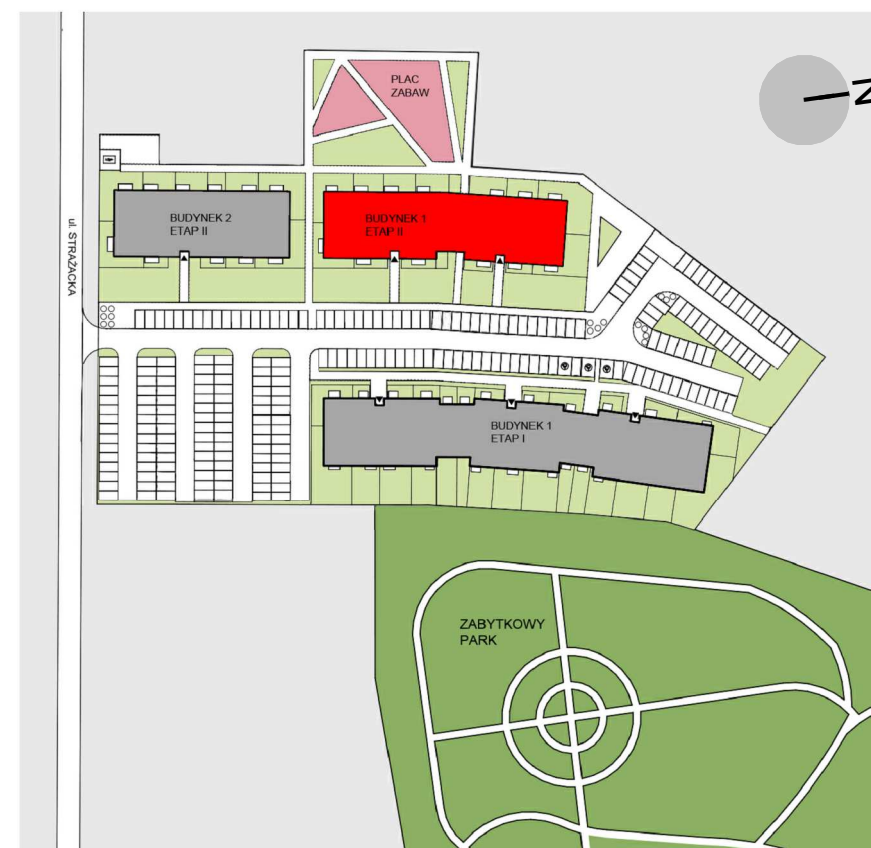 PLAC
ZABAW
N
BUDYNEK 2
ETAP II
BUDYNEK 1
ETAP II
ul. STRAŻACKA
BUDYNEK 1
ETAP I
ZABYTKOWY
PARK